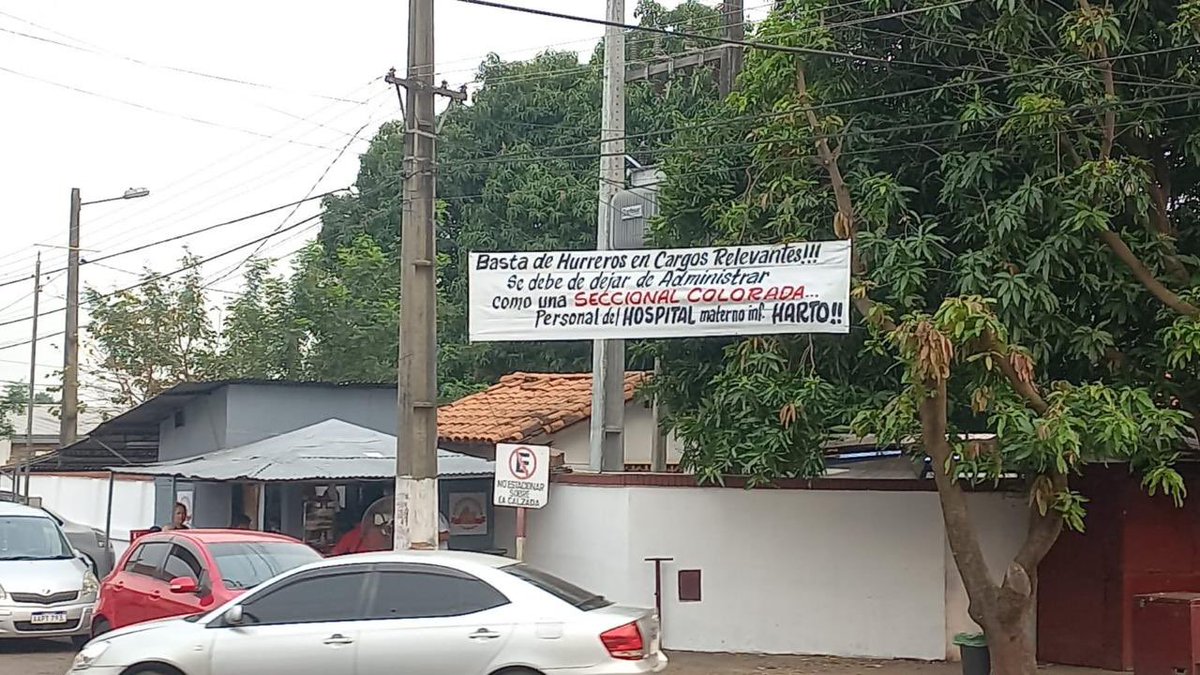 Basta de Hurreros en Cargos Relevantes!!!
Se debe de dejar de Administrar
como una SECCIONAL COLORADA...
Personal del HOSPITAL materno inf. HARTO!!
E
NO ESTACIONAR
SOBRE
LA CALZADA